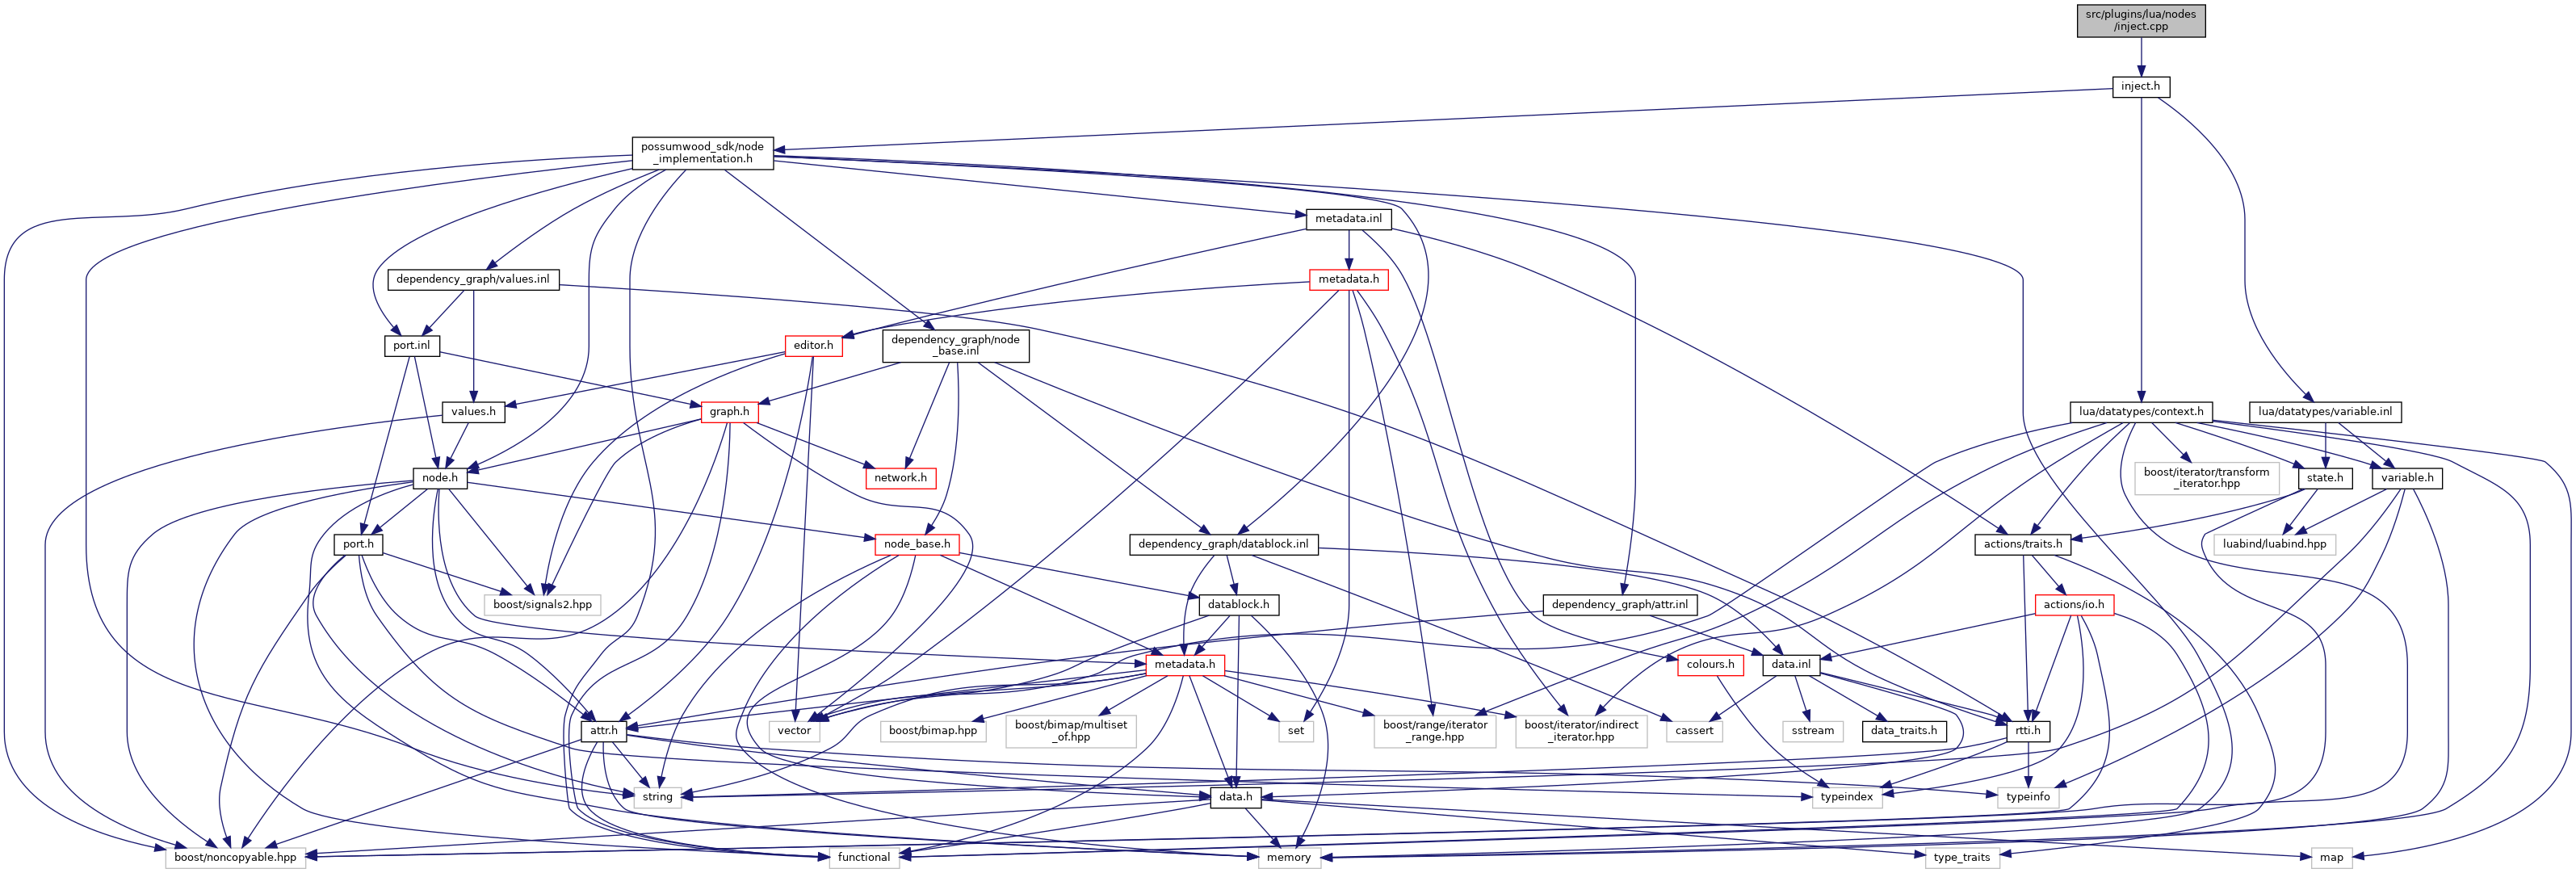 src/plugins/lua/nodes
/inject.cpp
inject.h
possumwood_sdk/node
_implementation.h
metadata.inl
dependency_graph/values.inl
metadata.h
port.inl
editor.h
dependency_graph/node
_base.inl
values.h
graph.h
lua/datatypes/context.h
lua/datatypes/variable.inl
node.h
network.h
boost/iterator/transform
_iterator.hpp
state.h
variable.h
port.h
node_base.h
dependency_graph/datablock.inl
actions/traits.h
luabind/luabind.hpp
boost/signals2.hpp
datablock.h
dependency_graph/attr.inl
actions/io.h
metadata.h
colours.h
data.inl
attr.h
vector
boost/bimap.hpp
boost/bimap/multiset
_of.hpp
set
boost/range/iterator
_range.hpp
boost/iterator/indirect
_iterator.hpp
cassert
sstream
data_traits.h
rtti.h
string
data.h
typeindex
typeinfo
boost/noncopyable.hpp
functional
memory
type_traits
map